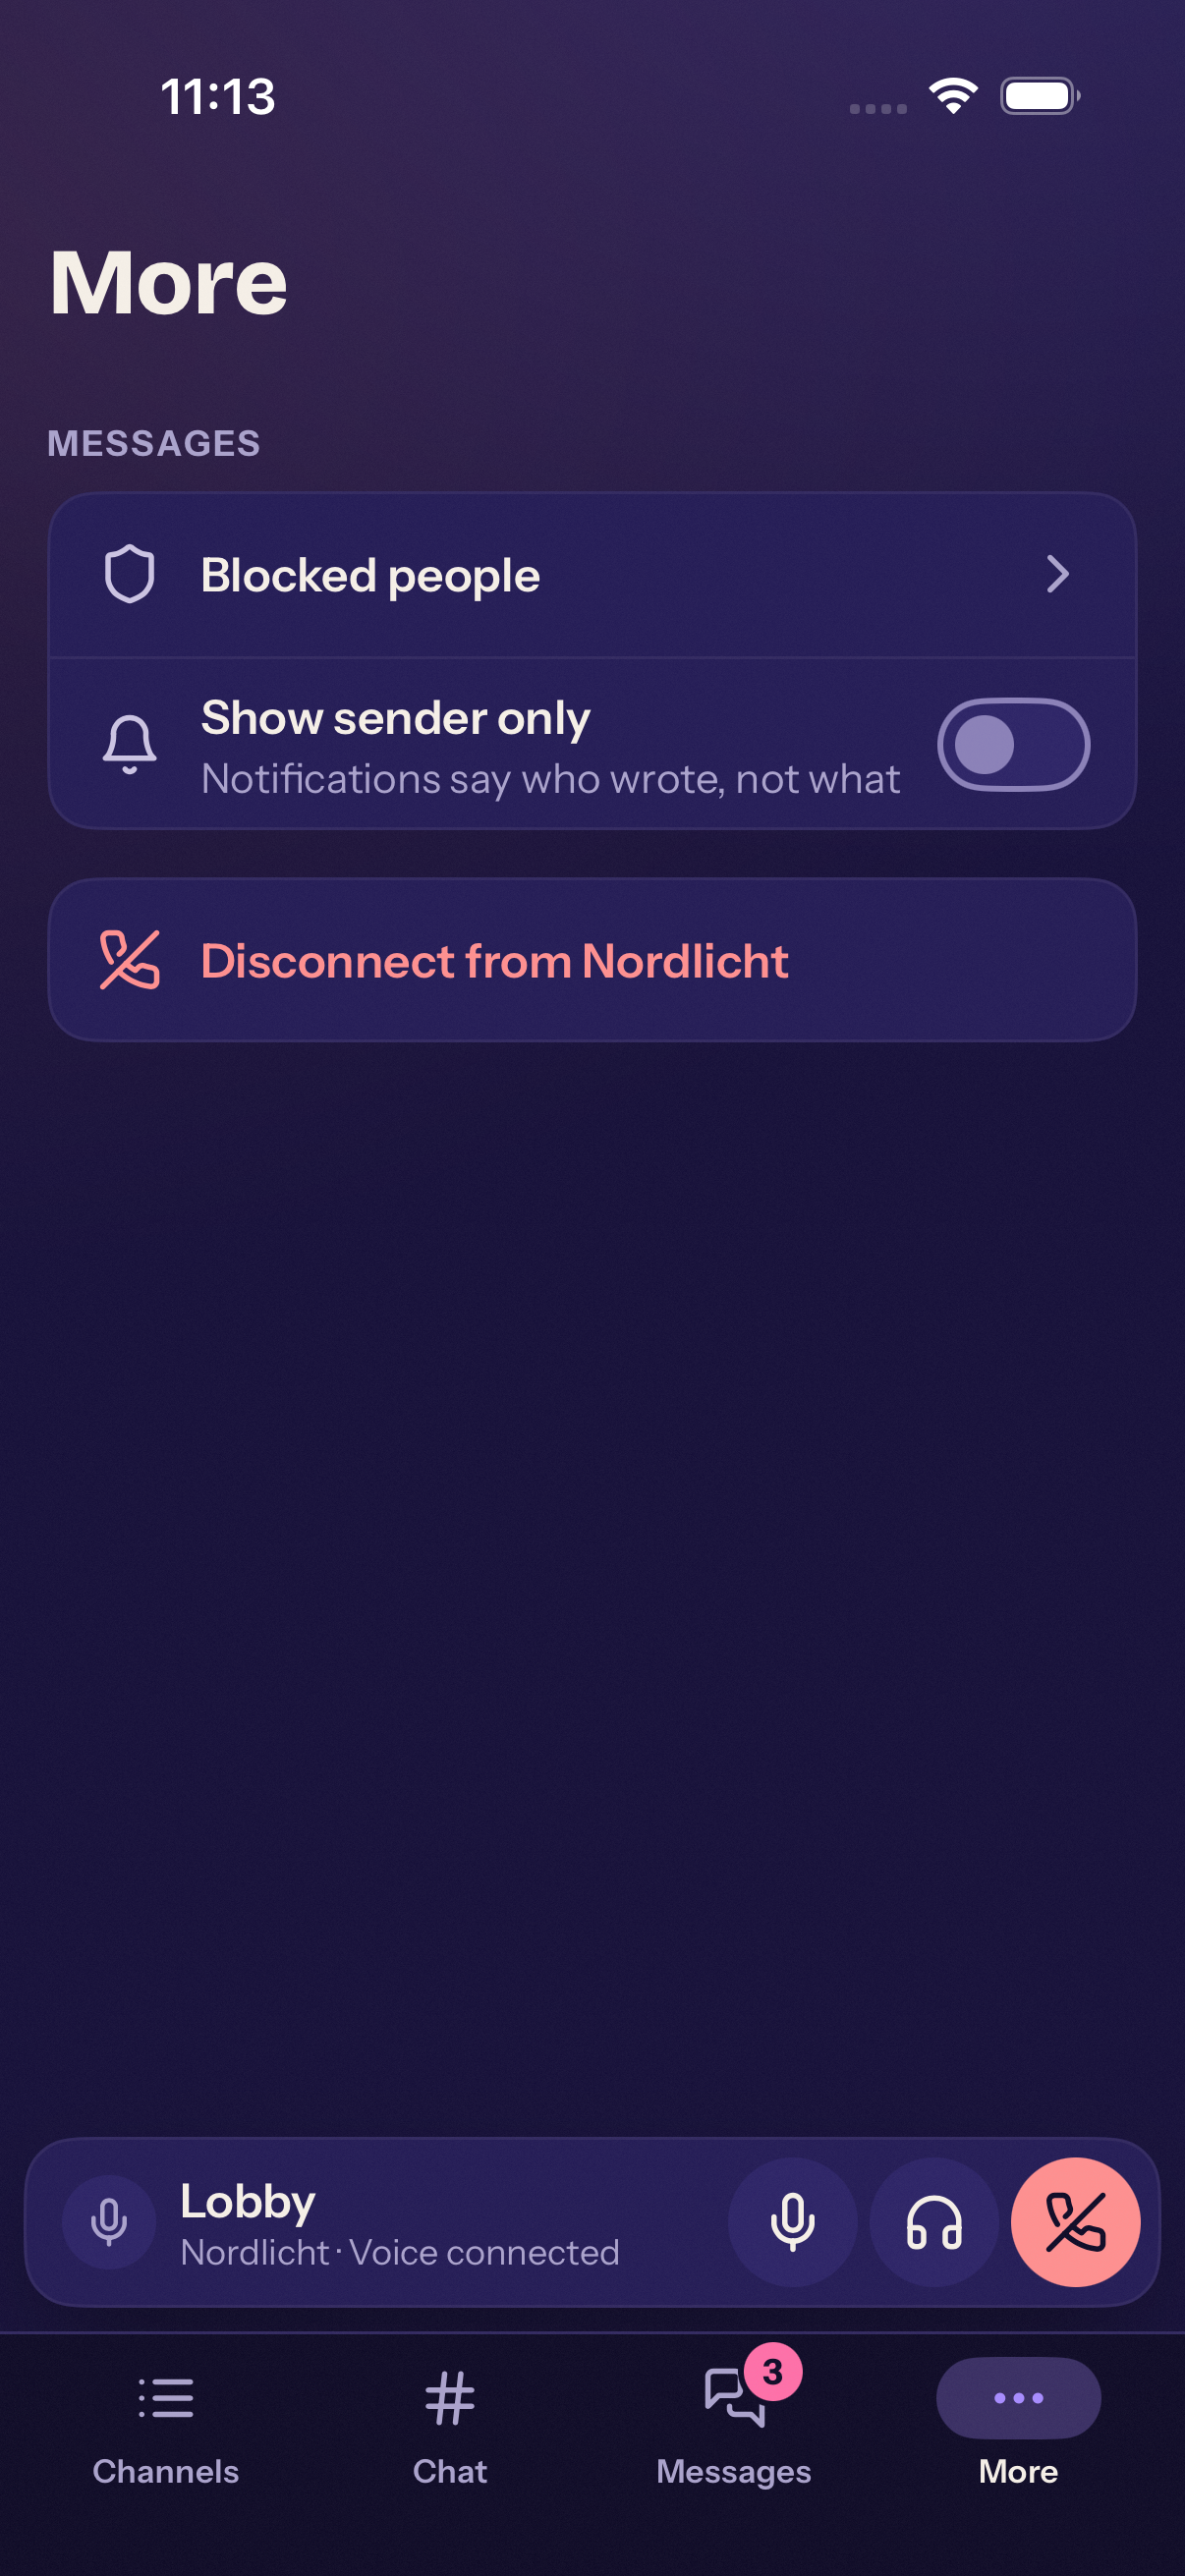 11:13
More
MESSAGES
Blocked people
Show sender only
Notifications say who wrote, not what
Disconnect from Nordlicht
Lobby
Nordlicht · Voice connected
3
Channels
Chat
Messages
More